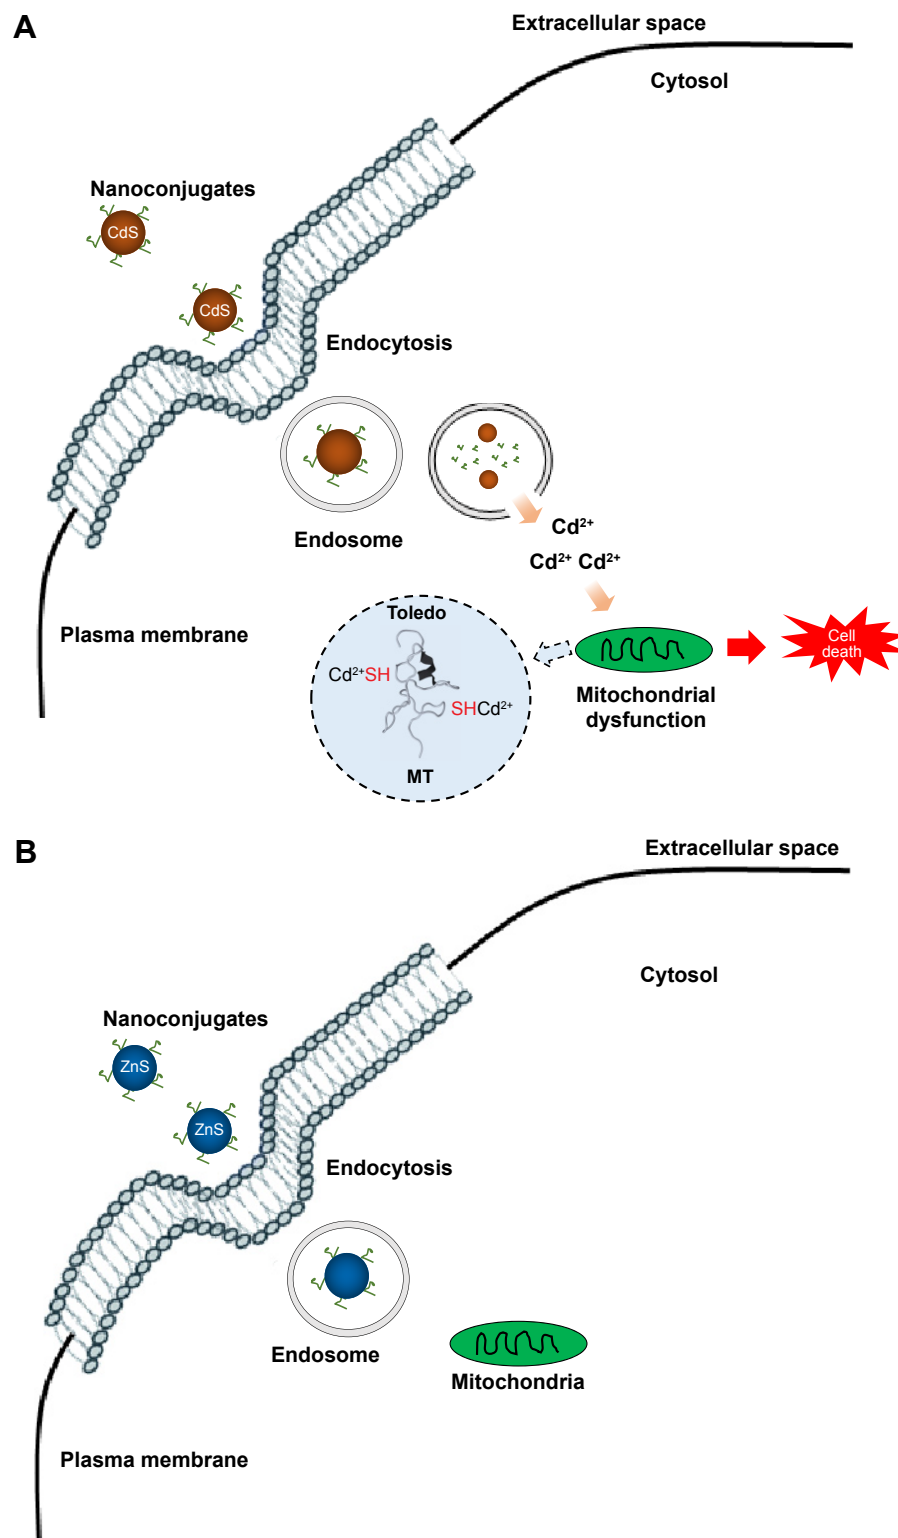 A
Extracellular space
Cytosol
Nanoconjugates
CdS
CdS
Endocytosis
Endosome
Cd²⁺
Cd²⁺ Cd²⁺
Plasma membrane
Toledo
Cd²⁺SH
SHCd²⁺
MT
Mitochondrial
dysfunction
Cell
death
B
Extracellular space
Cytosol
Nanoconjugates
ZnS
ZnS
Endocytosis
Endosome
Mitochondria
Plasma membrane